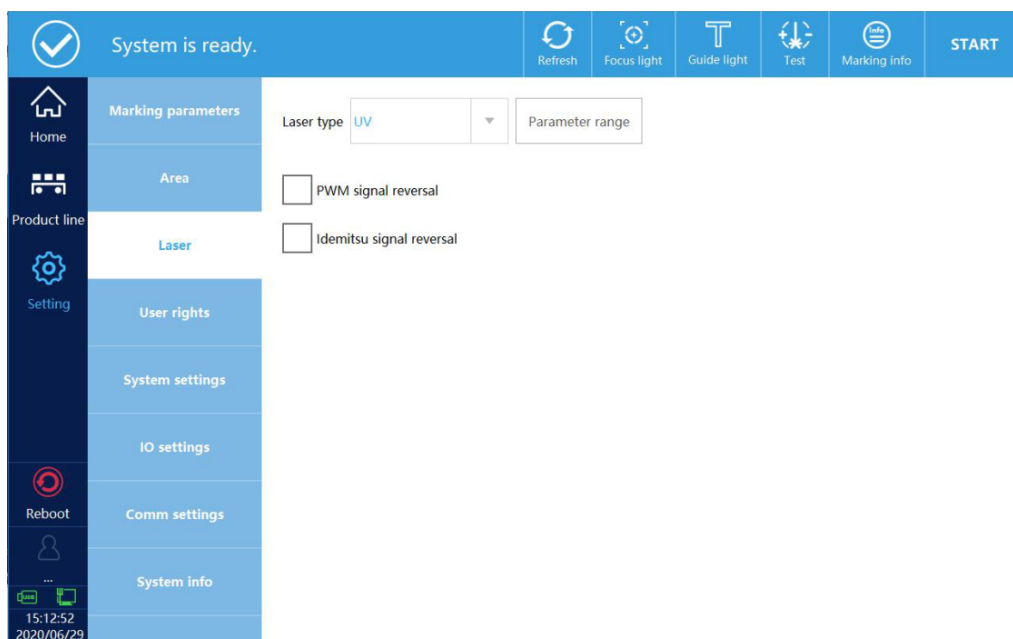 System is ready.
Refresh
Focus light
Guide light
Test
Info
Marking info
START
Home
Product line
Setting
Reboot
...
USB
15:12:52
2020/06/29
Marking parameters
Area
Laser
User rights
System settings
IO settings
Comm settings
System info
Laser type UV
Parameter range
PWM signal reversal
Idemitsu signal reversal